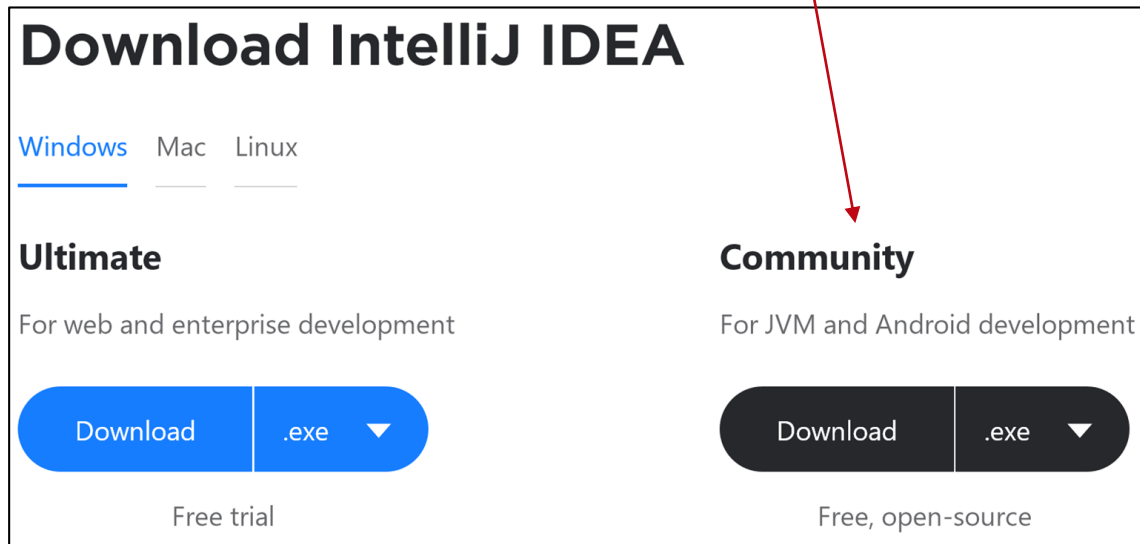 Download IntelliJ IDEA
Windows Mac Linux
Ultimate
For web and enterprise development
Download .exe
Free trial
Community
For JVM and Android development
Download .exe
Free, open-source